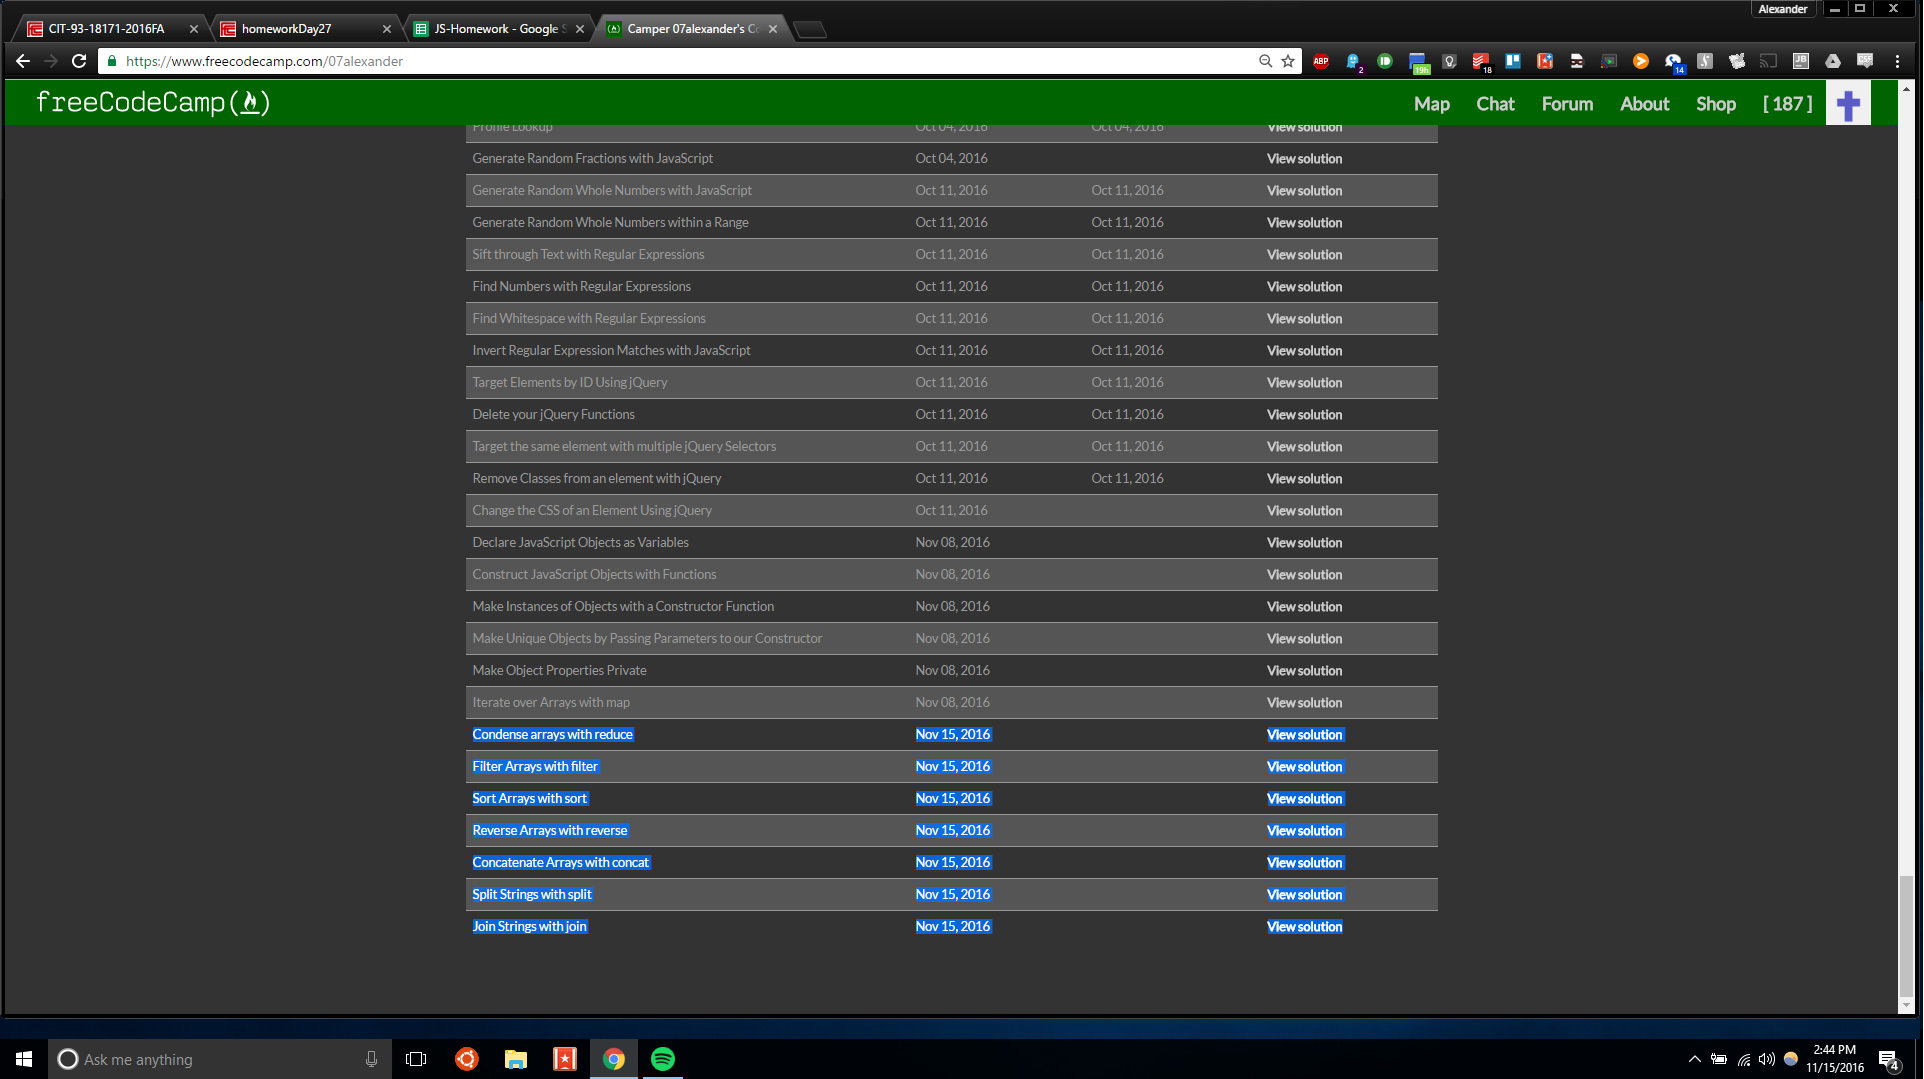 Alexander
CIT-93-18171-2016FA
homeworkDay27
JS-Homework - Google S
Camper 07alexander's Co
https://www.freecodecamp.com/07alexander
ABP
2
19h
18
14
JB
CSF
freeCodeCamp(
)
Map Chat Forum About Shop [ 187 ]
Profile Lookup Oct 04, 2016 Oct 04, 2016 View solution
Generate Random Fractions with JavaScript Oct 04, 2016 View solution
Generate Random Whole Numbers with JavaScript Oct 11, 2016 Oct 11, 2016 View solution
Generate Random Whole Numbers within a Range Oct 11, 2016 Oct 11, 2016 View solution
Sift through Text with Regular Expressions Oct 11, 2016 Oct 11, 2016 View solution
Find Numbers with Regular Expressions Oct 11, 2016 Oct 11, 2016 View solution
Find Whitespace with Regular Expressions Oct 11, 2016 Oct 11, 2016 View solution
Invert Regular Expression Matches with JavaScript Oct 11, 2016 Oct 11, 2016 View solution
Target Elements by ID Using jQuery Oct 11, 2016 Oct 11, 2016 View solution
Delete your jQuery Functions Oct 11, 2016 Oct 11, 2016 View solution
Target the same element with multiple jQuery Selectors Oct 11, 2016 Oct 11, 2016 View solution
Remove Classes from an element with jQuery Oct 11, 2016 Oct 11, 2016 View solution
Change the CSS of an Element Using jQuery Oct 11, 2016 View solution
Declare JavaScript Objects as Variables Nov 08, 2016 View solution
Construct JavaScript Objects with Functions Nov 08, 2016 View solution
Make Instances of Objects with a Constructor Function Nov 08, 2016 View solution
Make Unique Objects by Passing Parameters to our Constructor Nov 08, 2016 View solution
Make Object Properties Private Nov 08, 2016 View solution
Iterate over Arrays with map Nov 08, 2016 View solution
Condense arrays with reduce Nov 15, 2016 View solution
Filter Arrays with filter Nov 15, 2016 View solution
Sort Arrays with sort Nov 15, 2016 View solution
Reverse Arrays with reverse Nov 15, 2016 View solution
Concatenate Arrays with concat Nov 15, 2016 View solution
Split Strings with split Nov 15, 2016 View solution
Join Strings with join Nov 15, 2016 View solution
Ask me anything
2:44 PM
11/15/2016
4